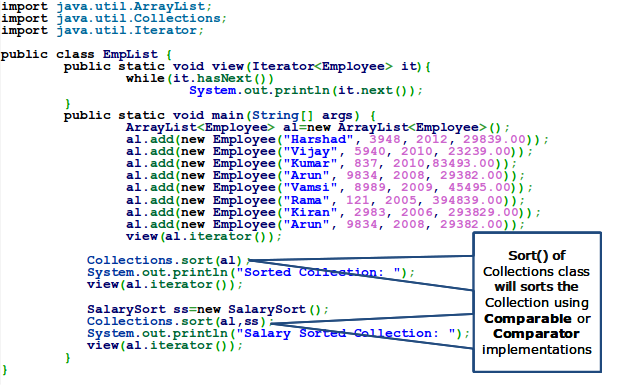 import java.util.ArrayList;
import java.util.Collections;
import java.util.Iterator;
public class EmpList {
public static void view(Iterator<Employee> it){
while(it.hasNext())
System.out.println(it.next());
}
public static void main(String[] args) {
ArrayList<Employee> al=new ArrayList<Employee>();
al.add(new Employee("Harshad", 3948, 2012, 29839.00));
al.add(new Employee("Vijay", 5940, 2010, 23239.00));
al.add(new Employee("Kumar", 837, 2010,83493.00));
al.add(new Employee("Arun", 9834, 2008, 29382.00));
al.add(new Employee("Vamsi", 8989, 2009, 45495.00));
al.add(new Employee("Rama", 121, 2005, 394839.00));
al.add(new Employee("Kiran", 2983, 2006, 293829.00));
al.add(new Employee("Arun", 9834, 2008, 29382.00));
view(al.iterator());
Collections.sort(al);
System.out.println("Sorted Collection: ");
view(al.iterator());
SalarySort ss=new SalarySort();
Collections.sort(al,ss);
System.out.println("Salary Sorted Collection: ");
view(al.iterator());
}
}
Sort() of
Collections class
will sorts the
Collection using
Comparable or
Comparator
implementations